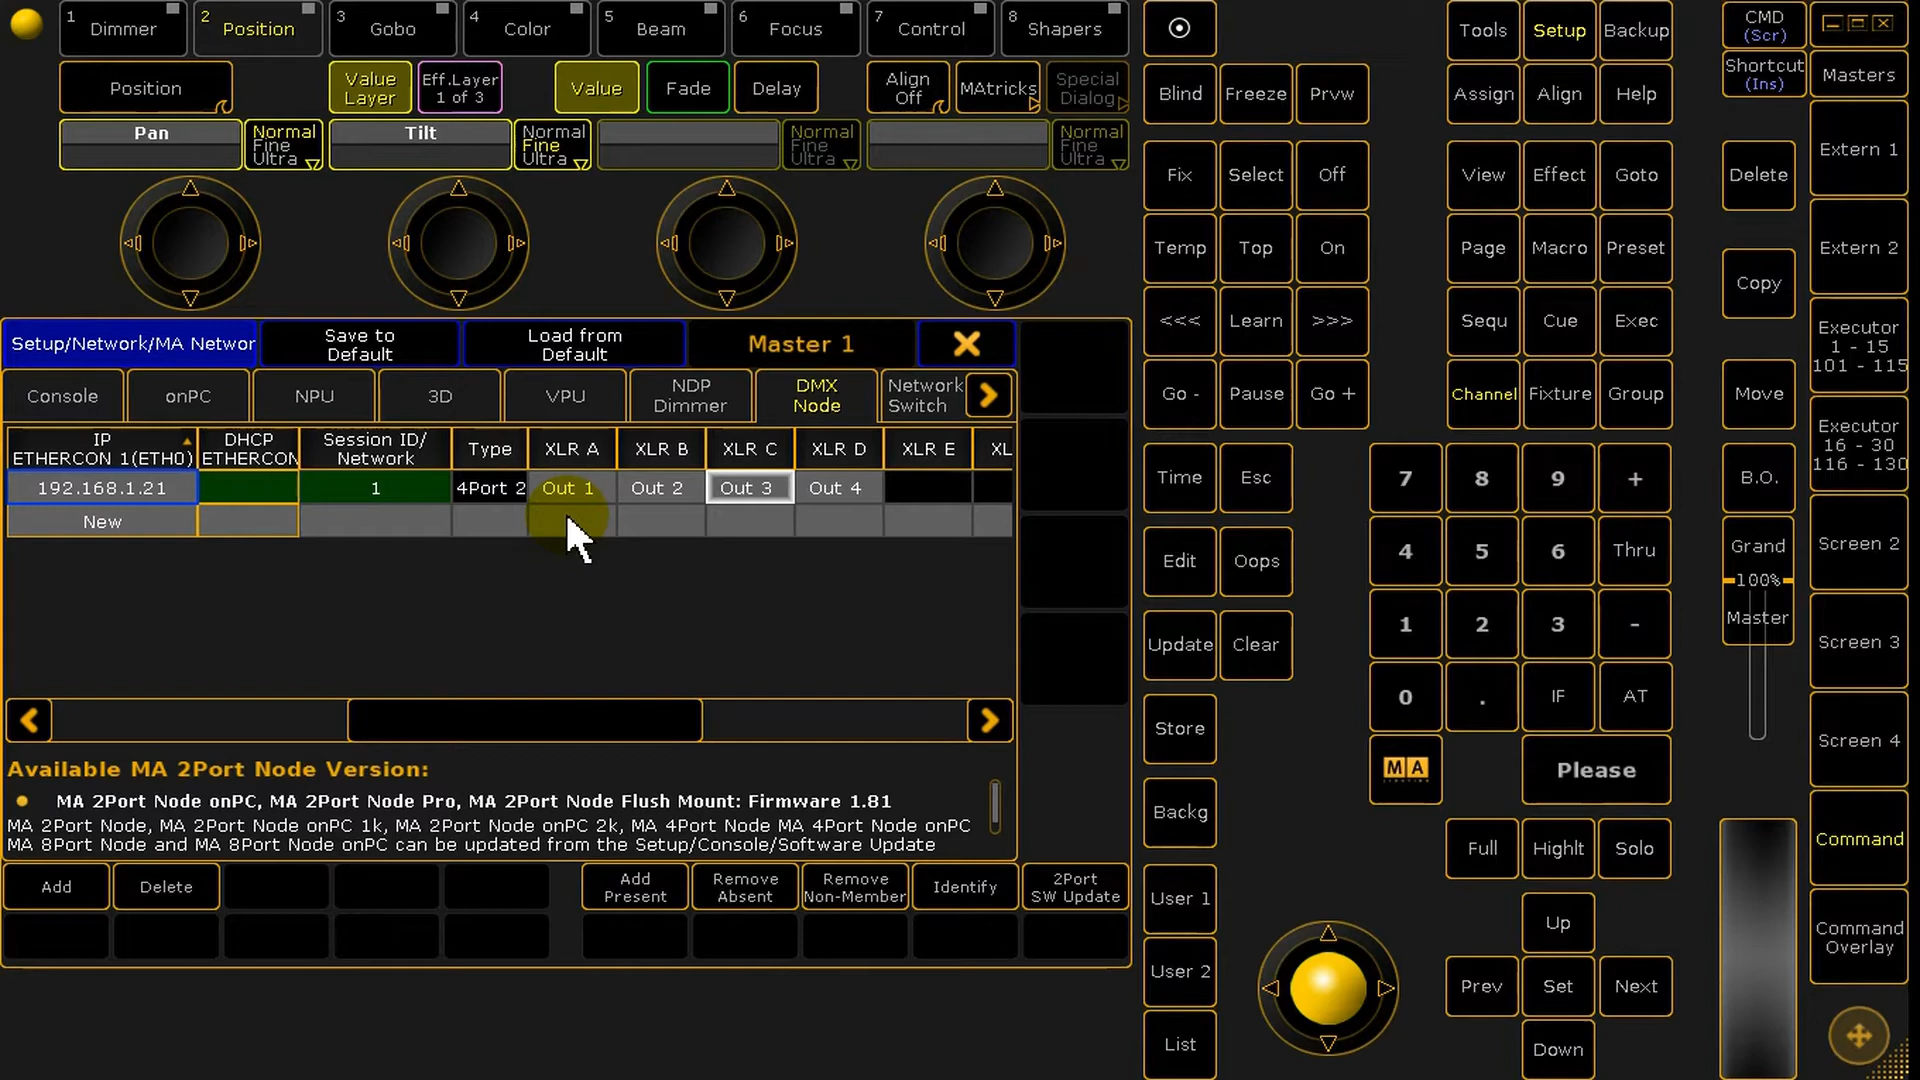 1 Dimmer
2 Position
3 Gobo
4 Color
5 Beam
6 Focus
7 Control
8 Shapers
Position
Value
Layer
Eff.Layer
1 of 3
Value
Fade
Delay
Align
Off
MAtricks
Special
Dialog
Pan
Normal
Fine
Ultra
Tilt
Normal
Fine
Ultra
Normal
Fine
Ultra
Normal
Fine
Ultra
Setup/Network/MA Networ
Save to
Default
Load from
Default
Master 1
Console
onPC
NPU
3D
VPU
NDP
Dimmer
DMX
Node
Network
Switch
IP
ETHERCON 1(ETH0)
DHCP
ETHERCON
Session ID/
Network
Type
XLR A
XLR B
XLR C
XLR D
XLR E
XL
192.168.1.21
1
4Port 2
Out 1
Out 2
Out 3
Out 4
New
Available MA 2Port Node Version:
MA 2Port Node onPC, MA 2Port Node Pro, MA 2Port Node Flush Mount: Firmware 1.81
MA 2Port Node, MA 2Port Node onPC 1k, MA 2Port Node onPC 2k, MA 4Port Node MA 4Port Node onPC
MA 8Port Node and MA 8Port Node onPC can be updated from the Setup/Console/Software Update
Add
Delete
Add
Present
Remove
Absent
Remove
Non-Member
Identify
2Port
SW Update
Blind
Freeze
Prvw
Fix
Select
Off
Temp
Top
On
<<<
Learn
>>>
Go -
Pause
Go +
Time
Esc
Edit
Oops
Update
Clear
Store
Backg
User 1
User 2
List
Tools
Setup
Backup
Assign
Align
Help
View
Effect
Goto
Page
Macro
Preset
Sequ
Cue
Exec
Channel
Fixture
Group
7
8
9
+
4
5
6
Thru
1
2
3
-
0
.
IF
AT
MA
Please
Full
Highlt
Solo
Up
Prev
Set
Next
Down
CMD
(Scr)
Shortcut
(Ins)
Delete
Copy
Move
B.O.
Grand
100%
Master
Masters
Extern 1
Extern 2
Executor
1 - 15
101 - 115
Executor
16 - 30
116 - 130
Screen 2
Screen 3
Screen 4
Command
Command
Overlay